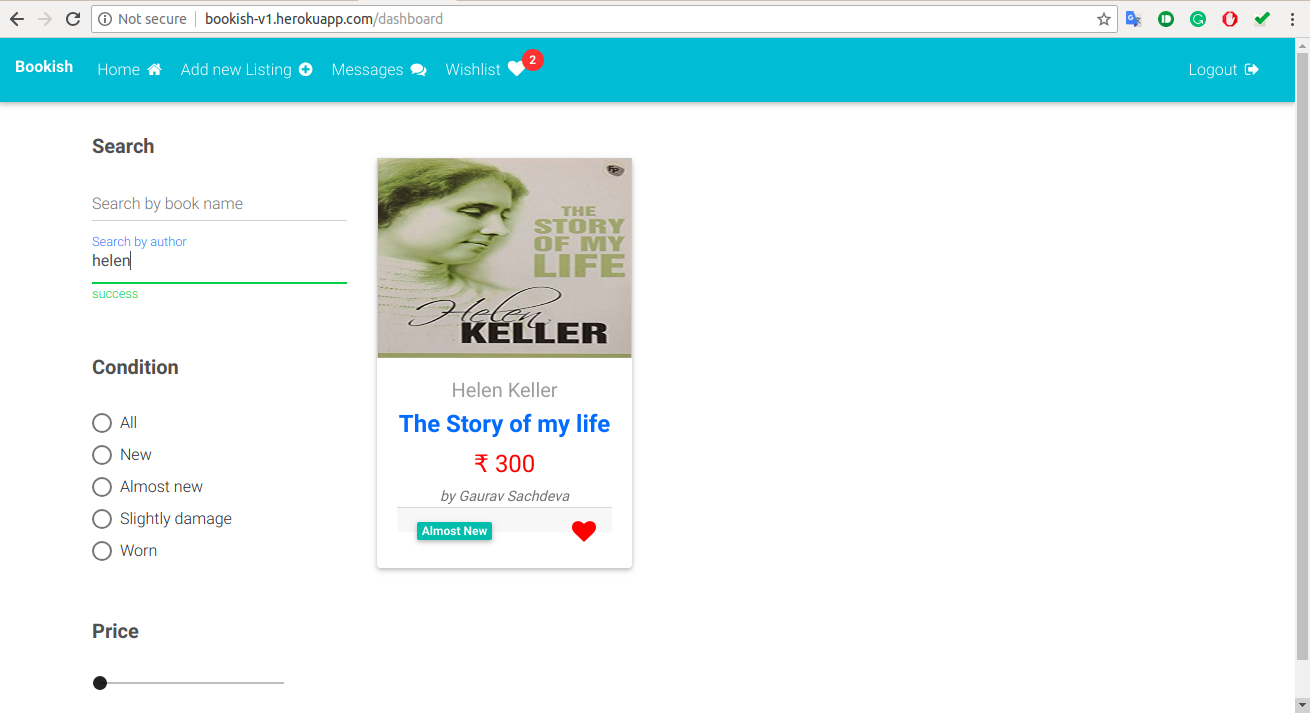 Not secure bookish-v1.herokuapp.com/dashboard
Bookish Home Add new Listing Messages Wishlist 2 Logout
Search
Search by book name
Search by author
helen
success
Condition
All
New
Almost new
Slightly damage
Worn
Price
FP
THE
STORY
OF MY
LIFE
Helen
KELLER
Helen Keller
The Story of my life
₹ 300
by Gaurav Sachdeva
Almost New